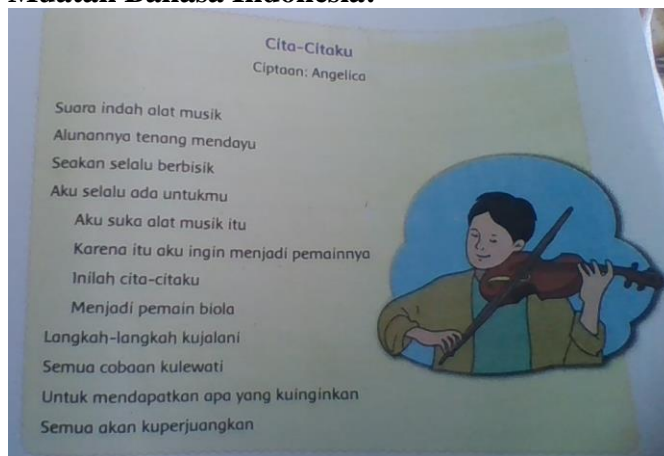 Muatan Bahasa Indonesia:
Cita-Citaku
Ciptaan: Angelica
Suara indah alat musik
Alunannya tenang mendayu
Seakan selalu berbisik
Aku selalu ada untukmu
Aku suka alat musik itu
Karena itu aku ingin menjadi pemainnya
Inilah cita-citaku
Menjadi pemain biola
Langkah-langkah kujalani
Semua cobaan kulewati
Untuk mendapatkan apa yang kuinginkan
Semua akan kuperjuangkan